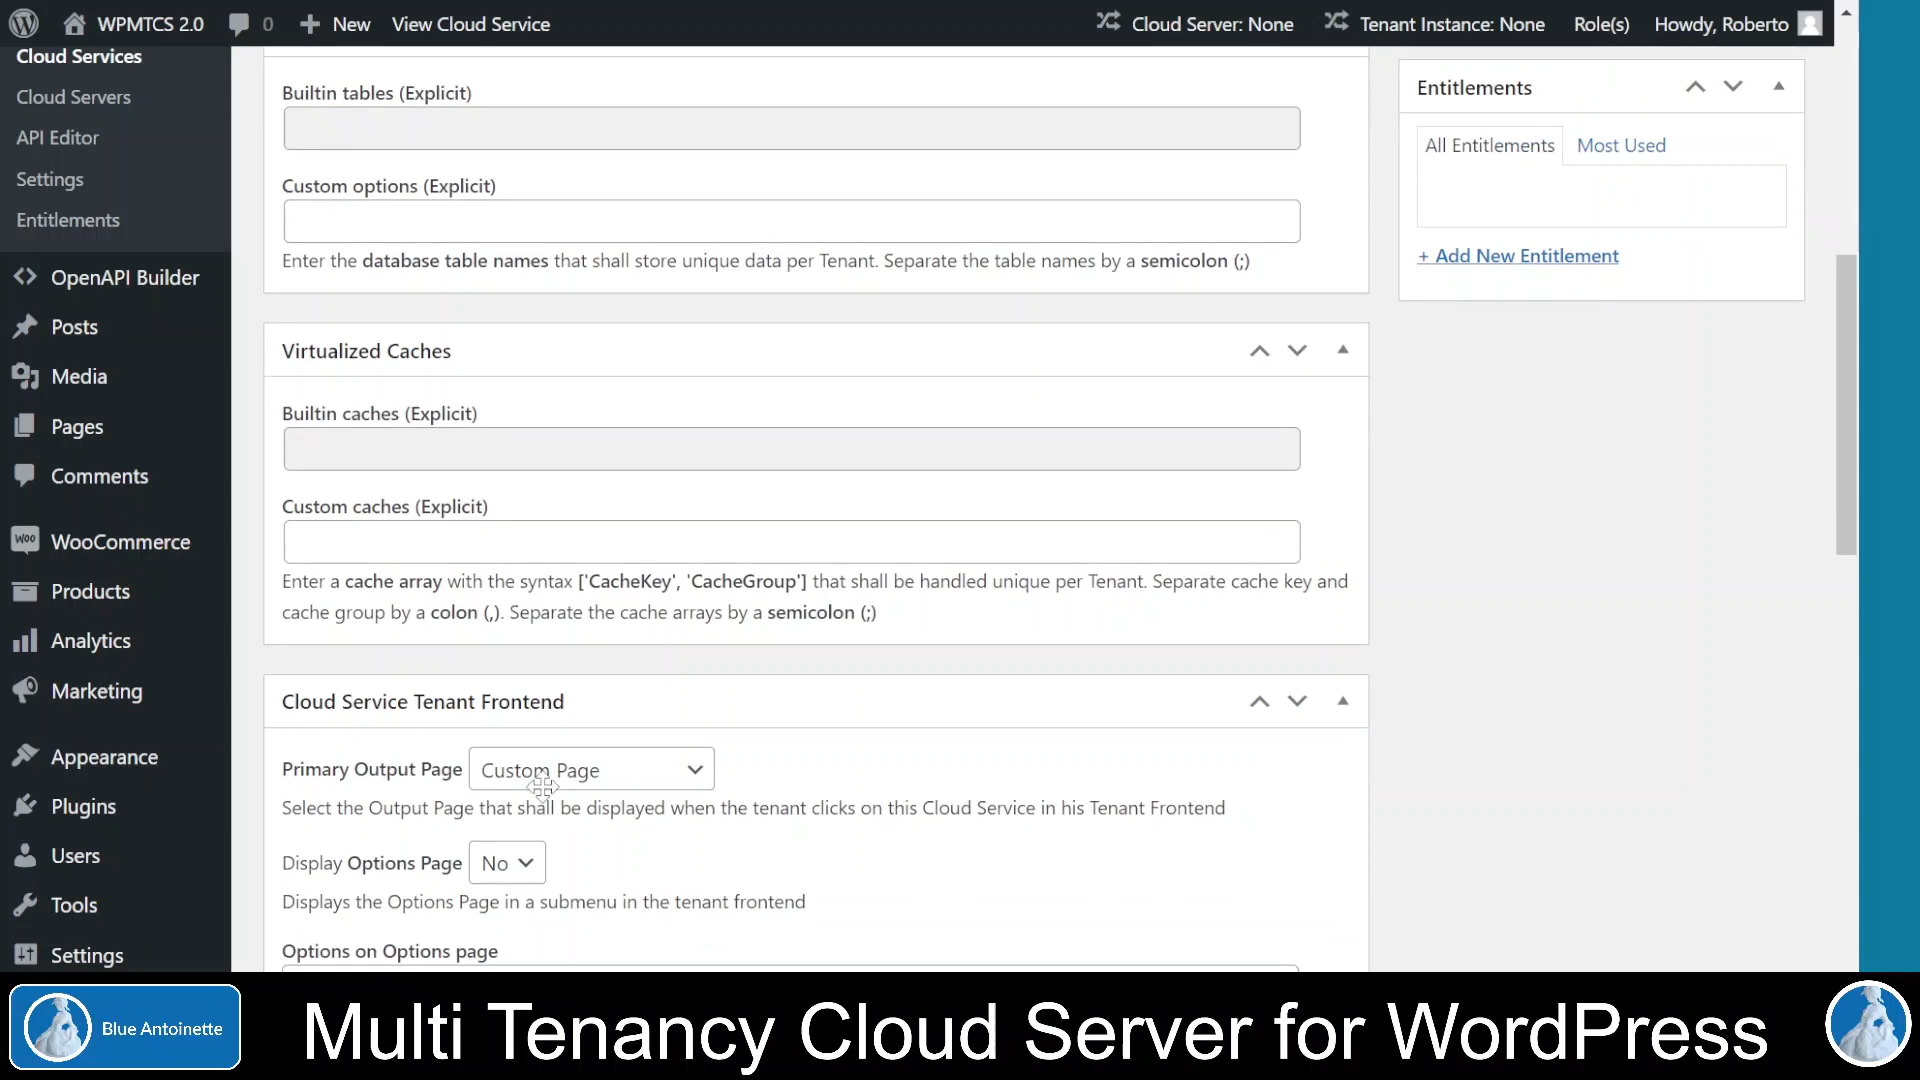 WPMTCS 2.0
0
New
View Cloud Service
Cloud Server: None
Tenant Instance: None
Role(s)
Howdy, Roberto
Cloud Services
Cloud Servers
API Editor
Settings
Entitlements
OpenAPI Builder
Posts
Media
Pages
Comments
WOO
WooCommerce
Products
Analytics
Marketing
Appearance
Plugins
Users
Tools
Settings
Builtin tables (Explicit)
Custom options (Explicit)
Enter the database table names that shall store unique data per Tenant. Separate the table names by a semicolon (;)
Virtualized Caches
Builtin caches (Explicit)
Custom caches (Explicit)
Enter a cache array with the syntax ['CacheKey', 'CacheGroup'] that shall be handled unique per Tenant. Separate cache key and
cache group by a colon (,). Separate the cache arrays by a semicolon (;)
Cloud Service Tenant Frontend
Primary Output Page Custom Page
Select the Output Page that shall be displayed when the tenant clicks on this Cloud Service in his Tenant Frontend
Display Options Page No
Displays the Options Page in a submenu in the tenant frontend
Options on Options page
Entitlements
All Entitlements
Most Used
+ Add New Entitlement
Blue Antoinette
Multi Tenancy Cloud Server for WordPress